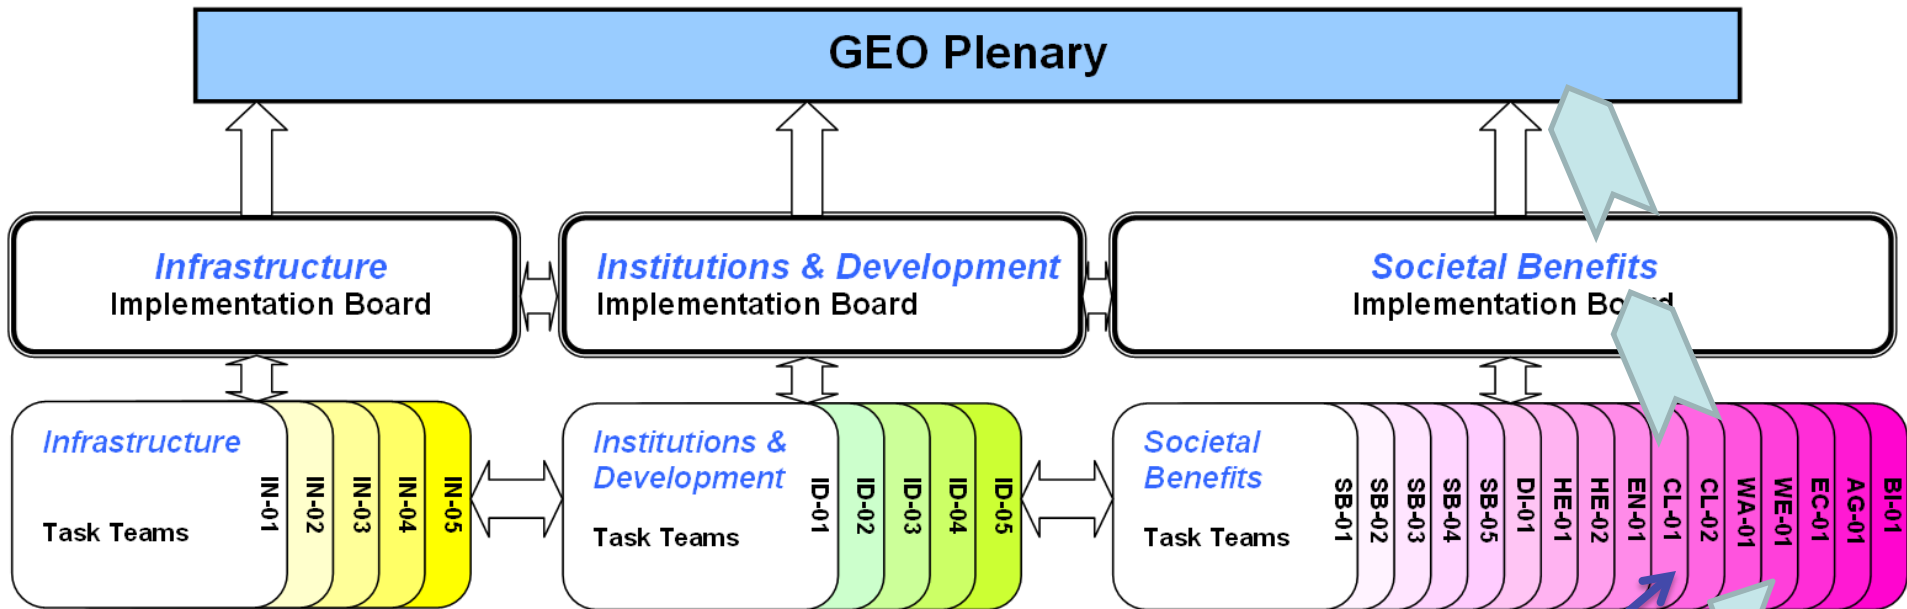 GEO Plenary
Infrastructure
Implementation Board
Institutions & Development
Implementation Board
Societal Benefits
Implementation Board
Infrastructure
Task Teams
IN-01
IN-02
IN-03
IN-04
IN-05
Institutions &
Development
Task Teams
ID-01
ID-02
ID-03
ID-04
ID-05
Societal
Benefits
Task Teams
SB-01
SB-02
SB-03
SB-04
SB-05
DI-01
HE-01
HE-02
EN-01
CL-01
CL-02
WA-01
WE-01
EC-01
AG-01
BI-01